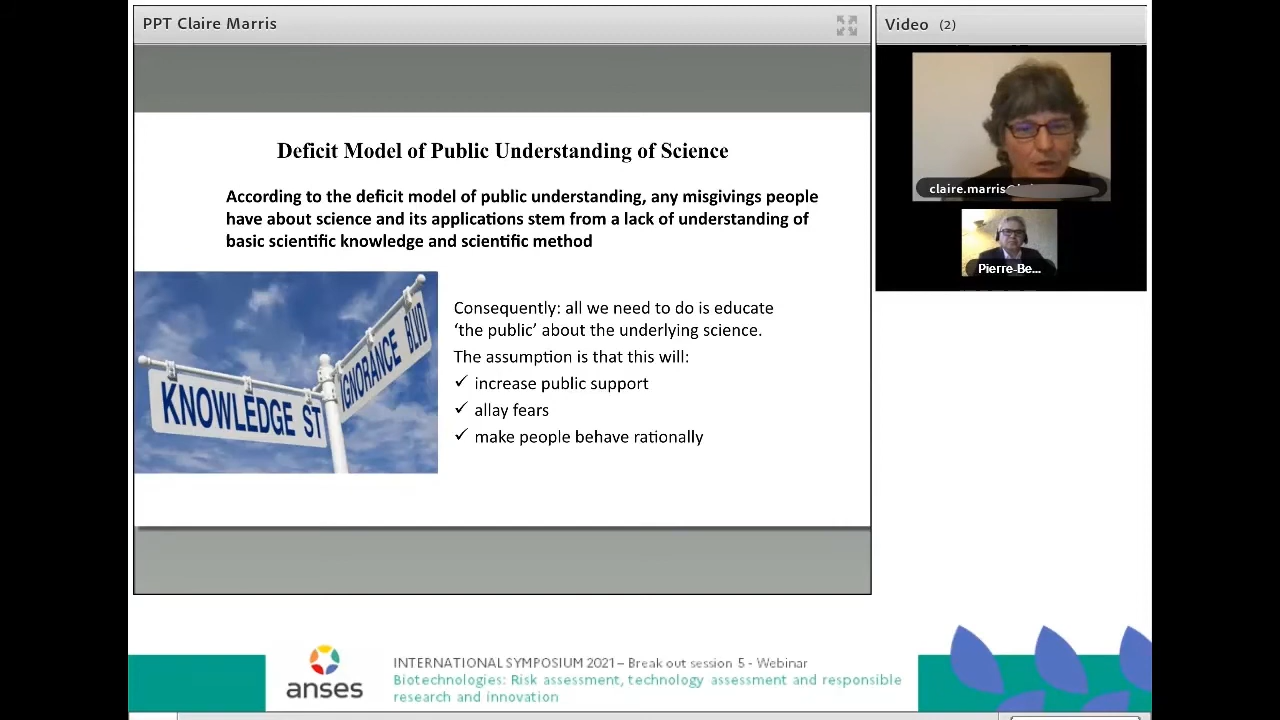 PPT Claire Marris
Video (2)
Deficit Model of Public Understanding of Science
According to the deficit model of public understanding, any misgivings people
have about science and its applications stem from a lack of understanding of
basic scientific knowledge and scientific method
KNOWLEDGE ST
IGNORANCE BLVD
Consequently: all we need to do is educate
‘the public’ about the underlying science.
The assumption is that this will:
✓ increase public support
✓ allay fears
✓ make people behave rationally
claire.marris
Pierre-Be...
anses
INTERNATIONAL SYMPOSIUM 2021 – Break out session 5 - Webinar
Biotechnologies: Risk assessment, technology assessment and responsible
research and innovation